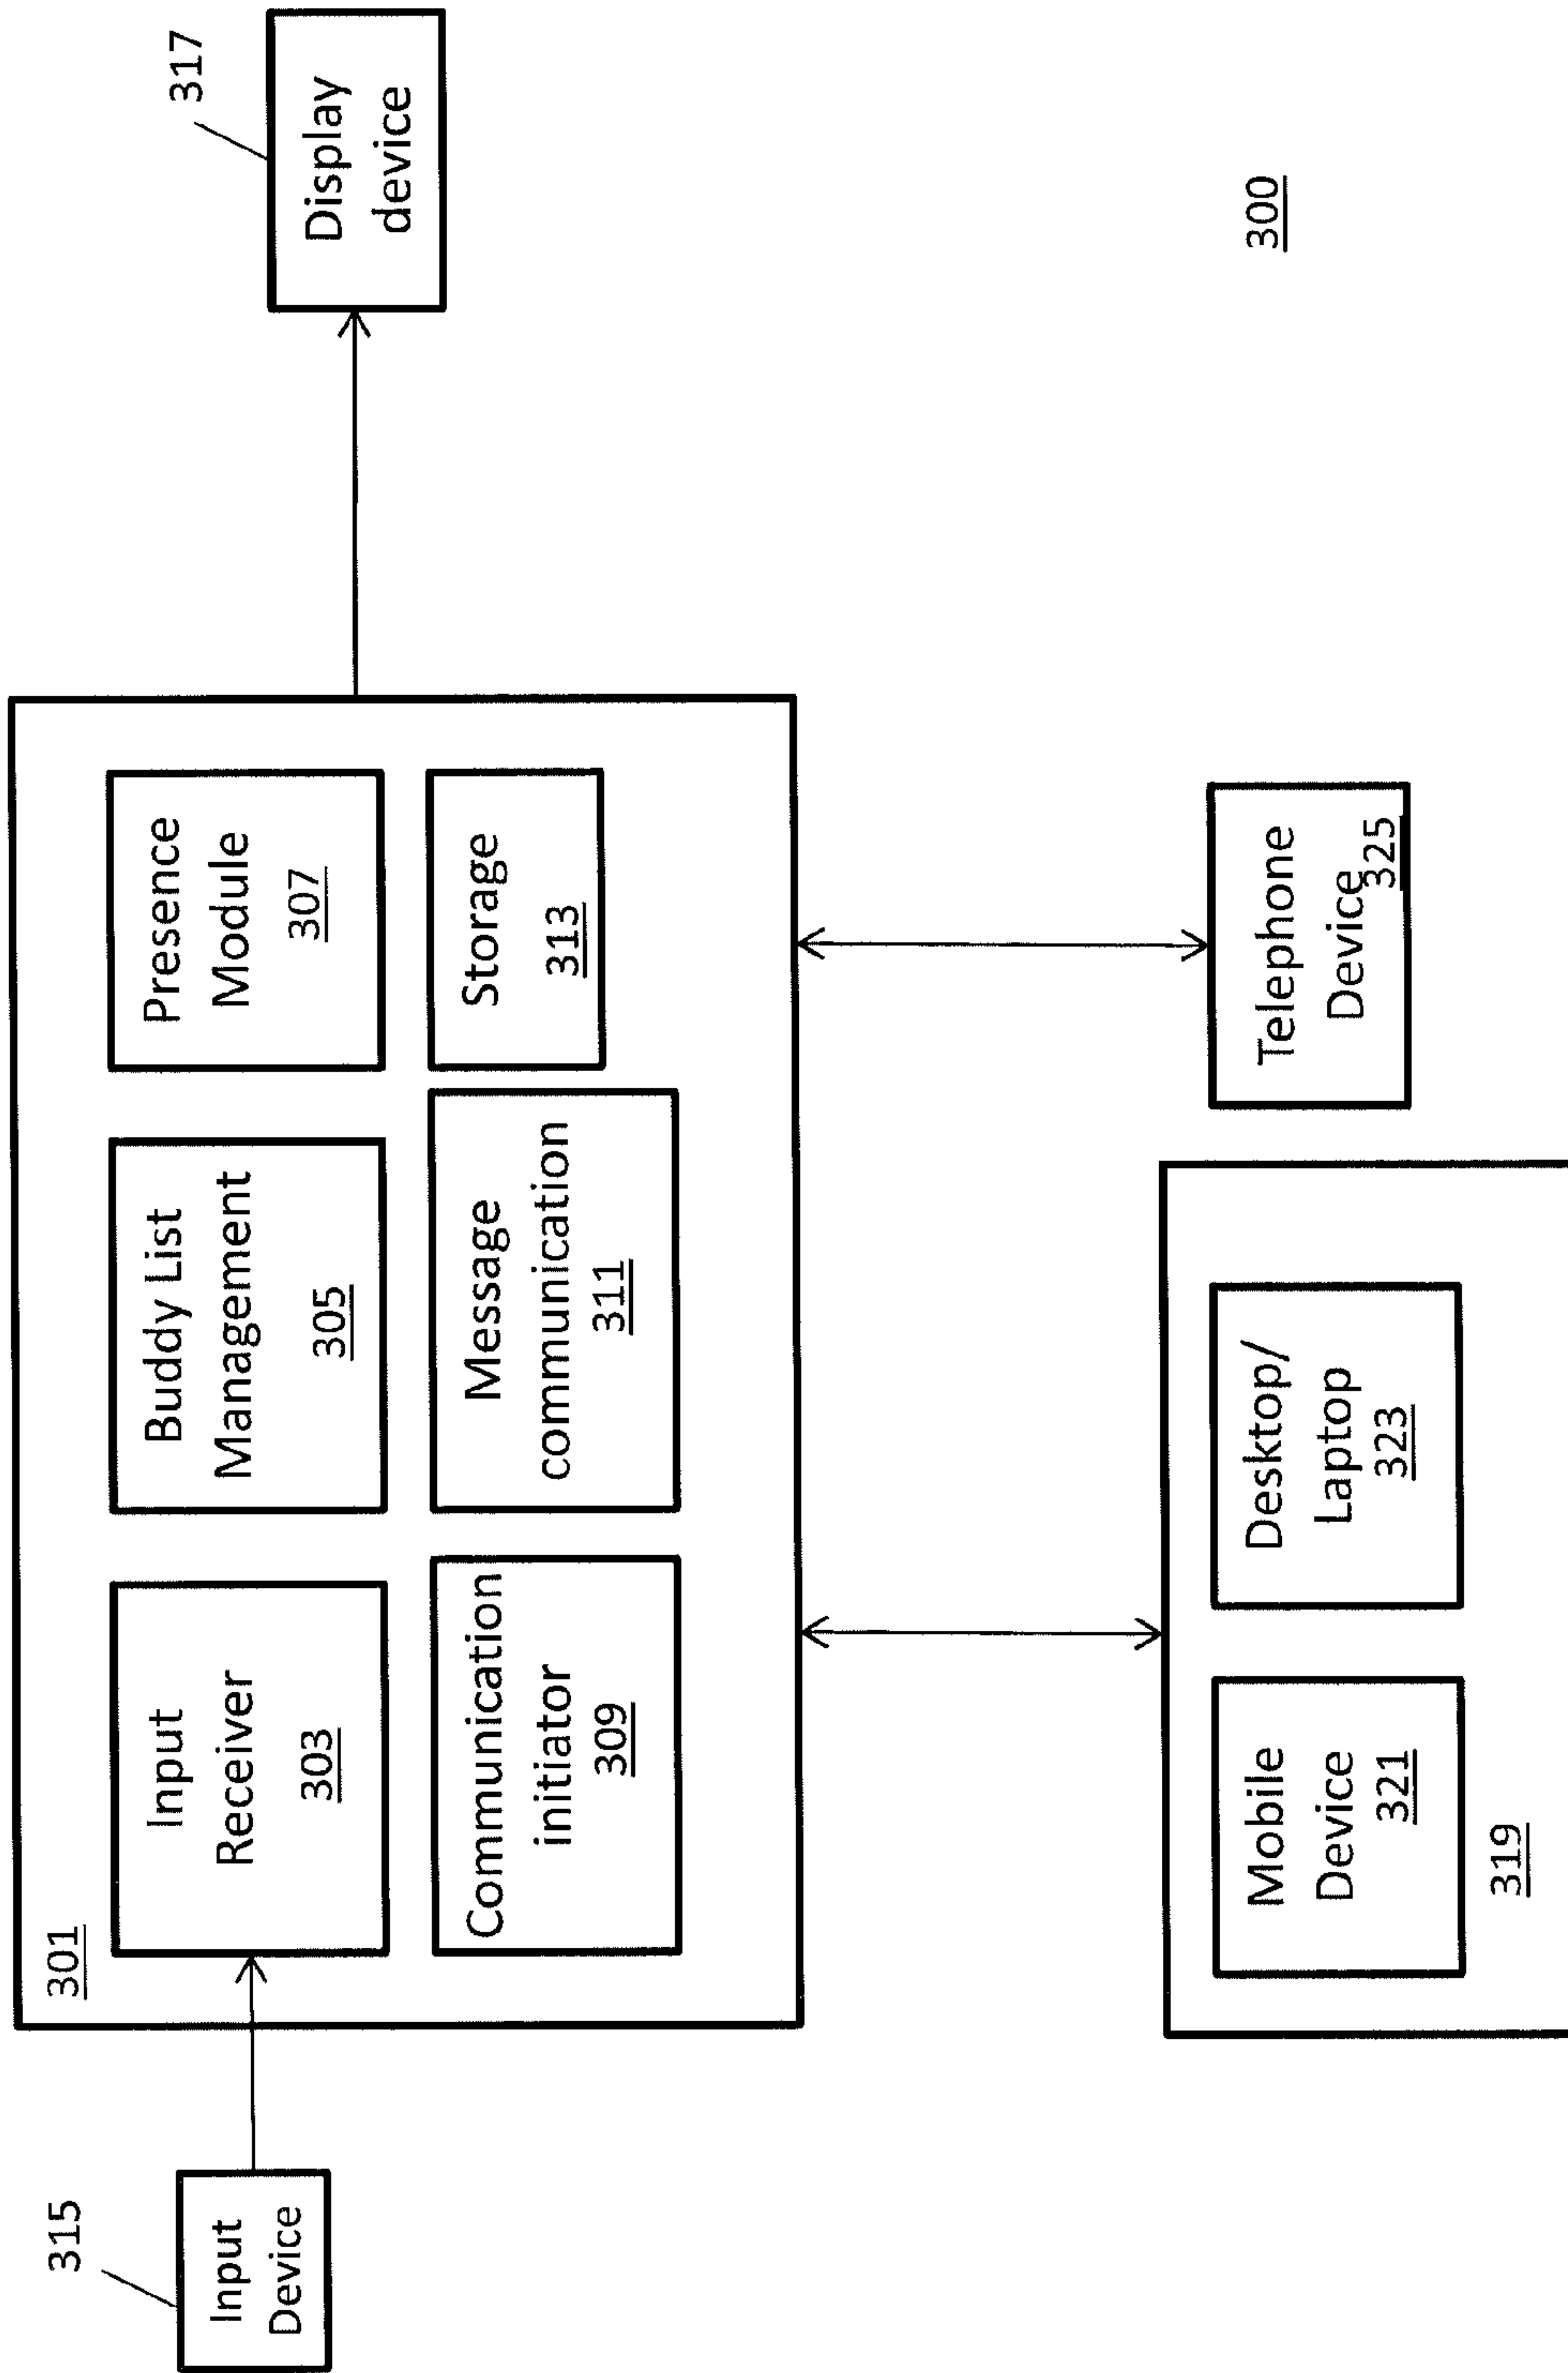 315
Input
Device
301
Input
Receiver
303
Buddy List
Management
305
Presence
Module
307
Communication
initiator
309
Message
communication
311
Storage
313
317
Display
device
Mobile
Device
321
Desktop/
Laptop
323
319
Telephone
Device
325
300